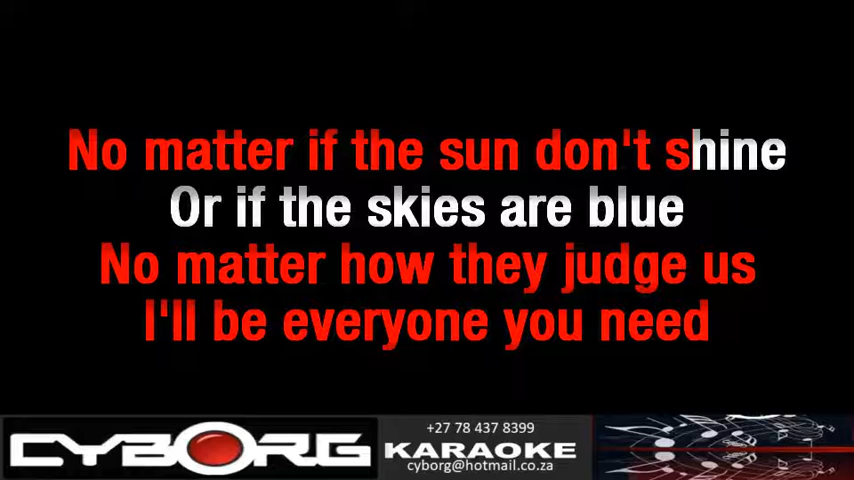 No matter if the sun don't shine
Or if the skies are blue
No matter how they judge us
I'll be everyone you need
CYBORG
+27 78 437 8399
KARAOKE
cyborg@hotmail.co.za